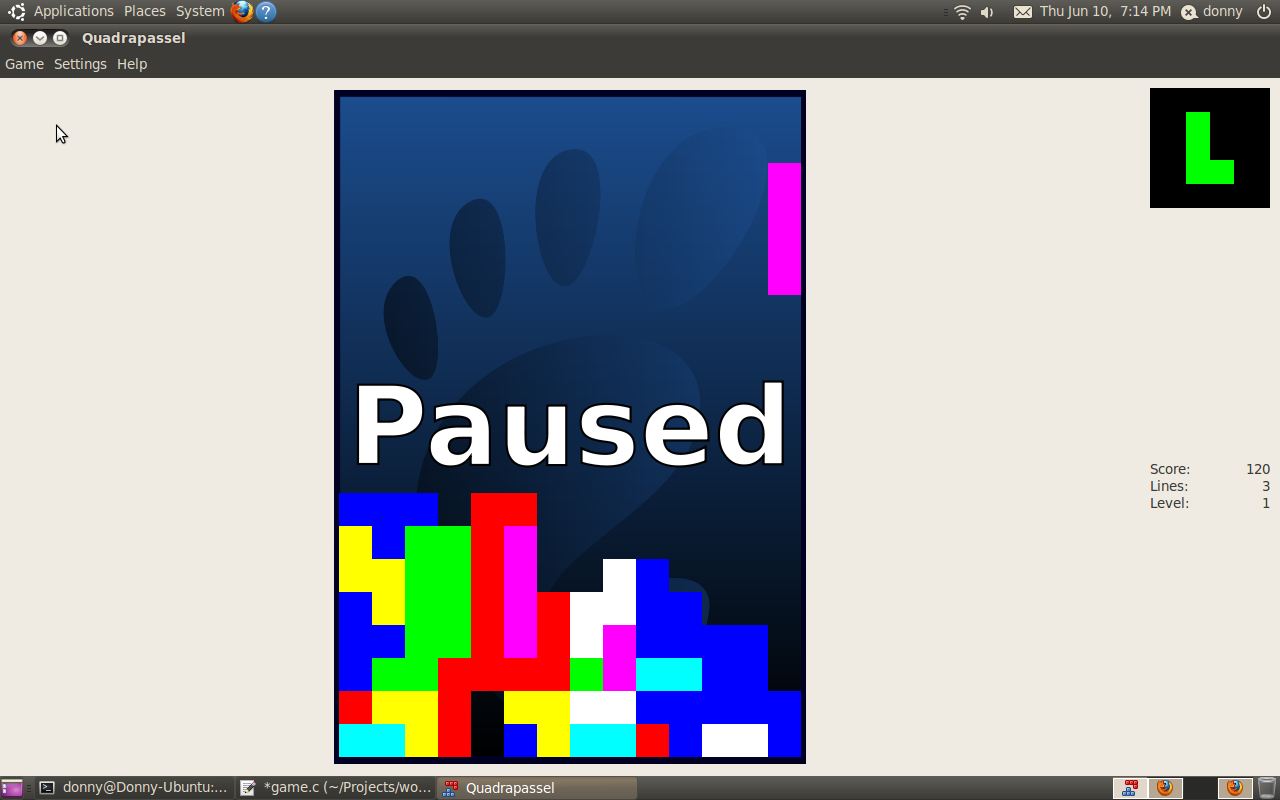 Applications Places System Thu Jun 10, 7:14 PM donny
Quadrapassel
Game Settings Help
Paused
Score: 120
Lines: 3
Level: 1
donny@Donny-Ubuntu:... *game.c (~/Projects/wo... Quadrapassel